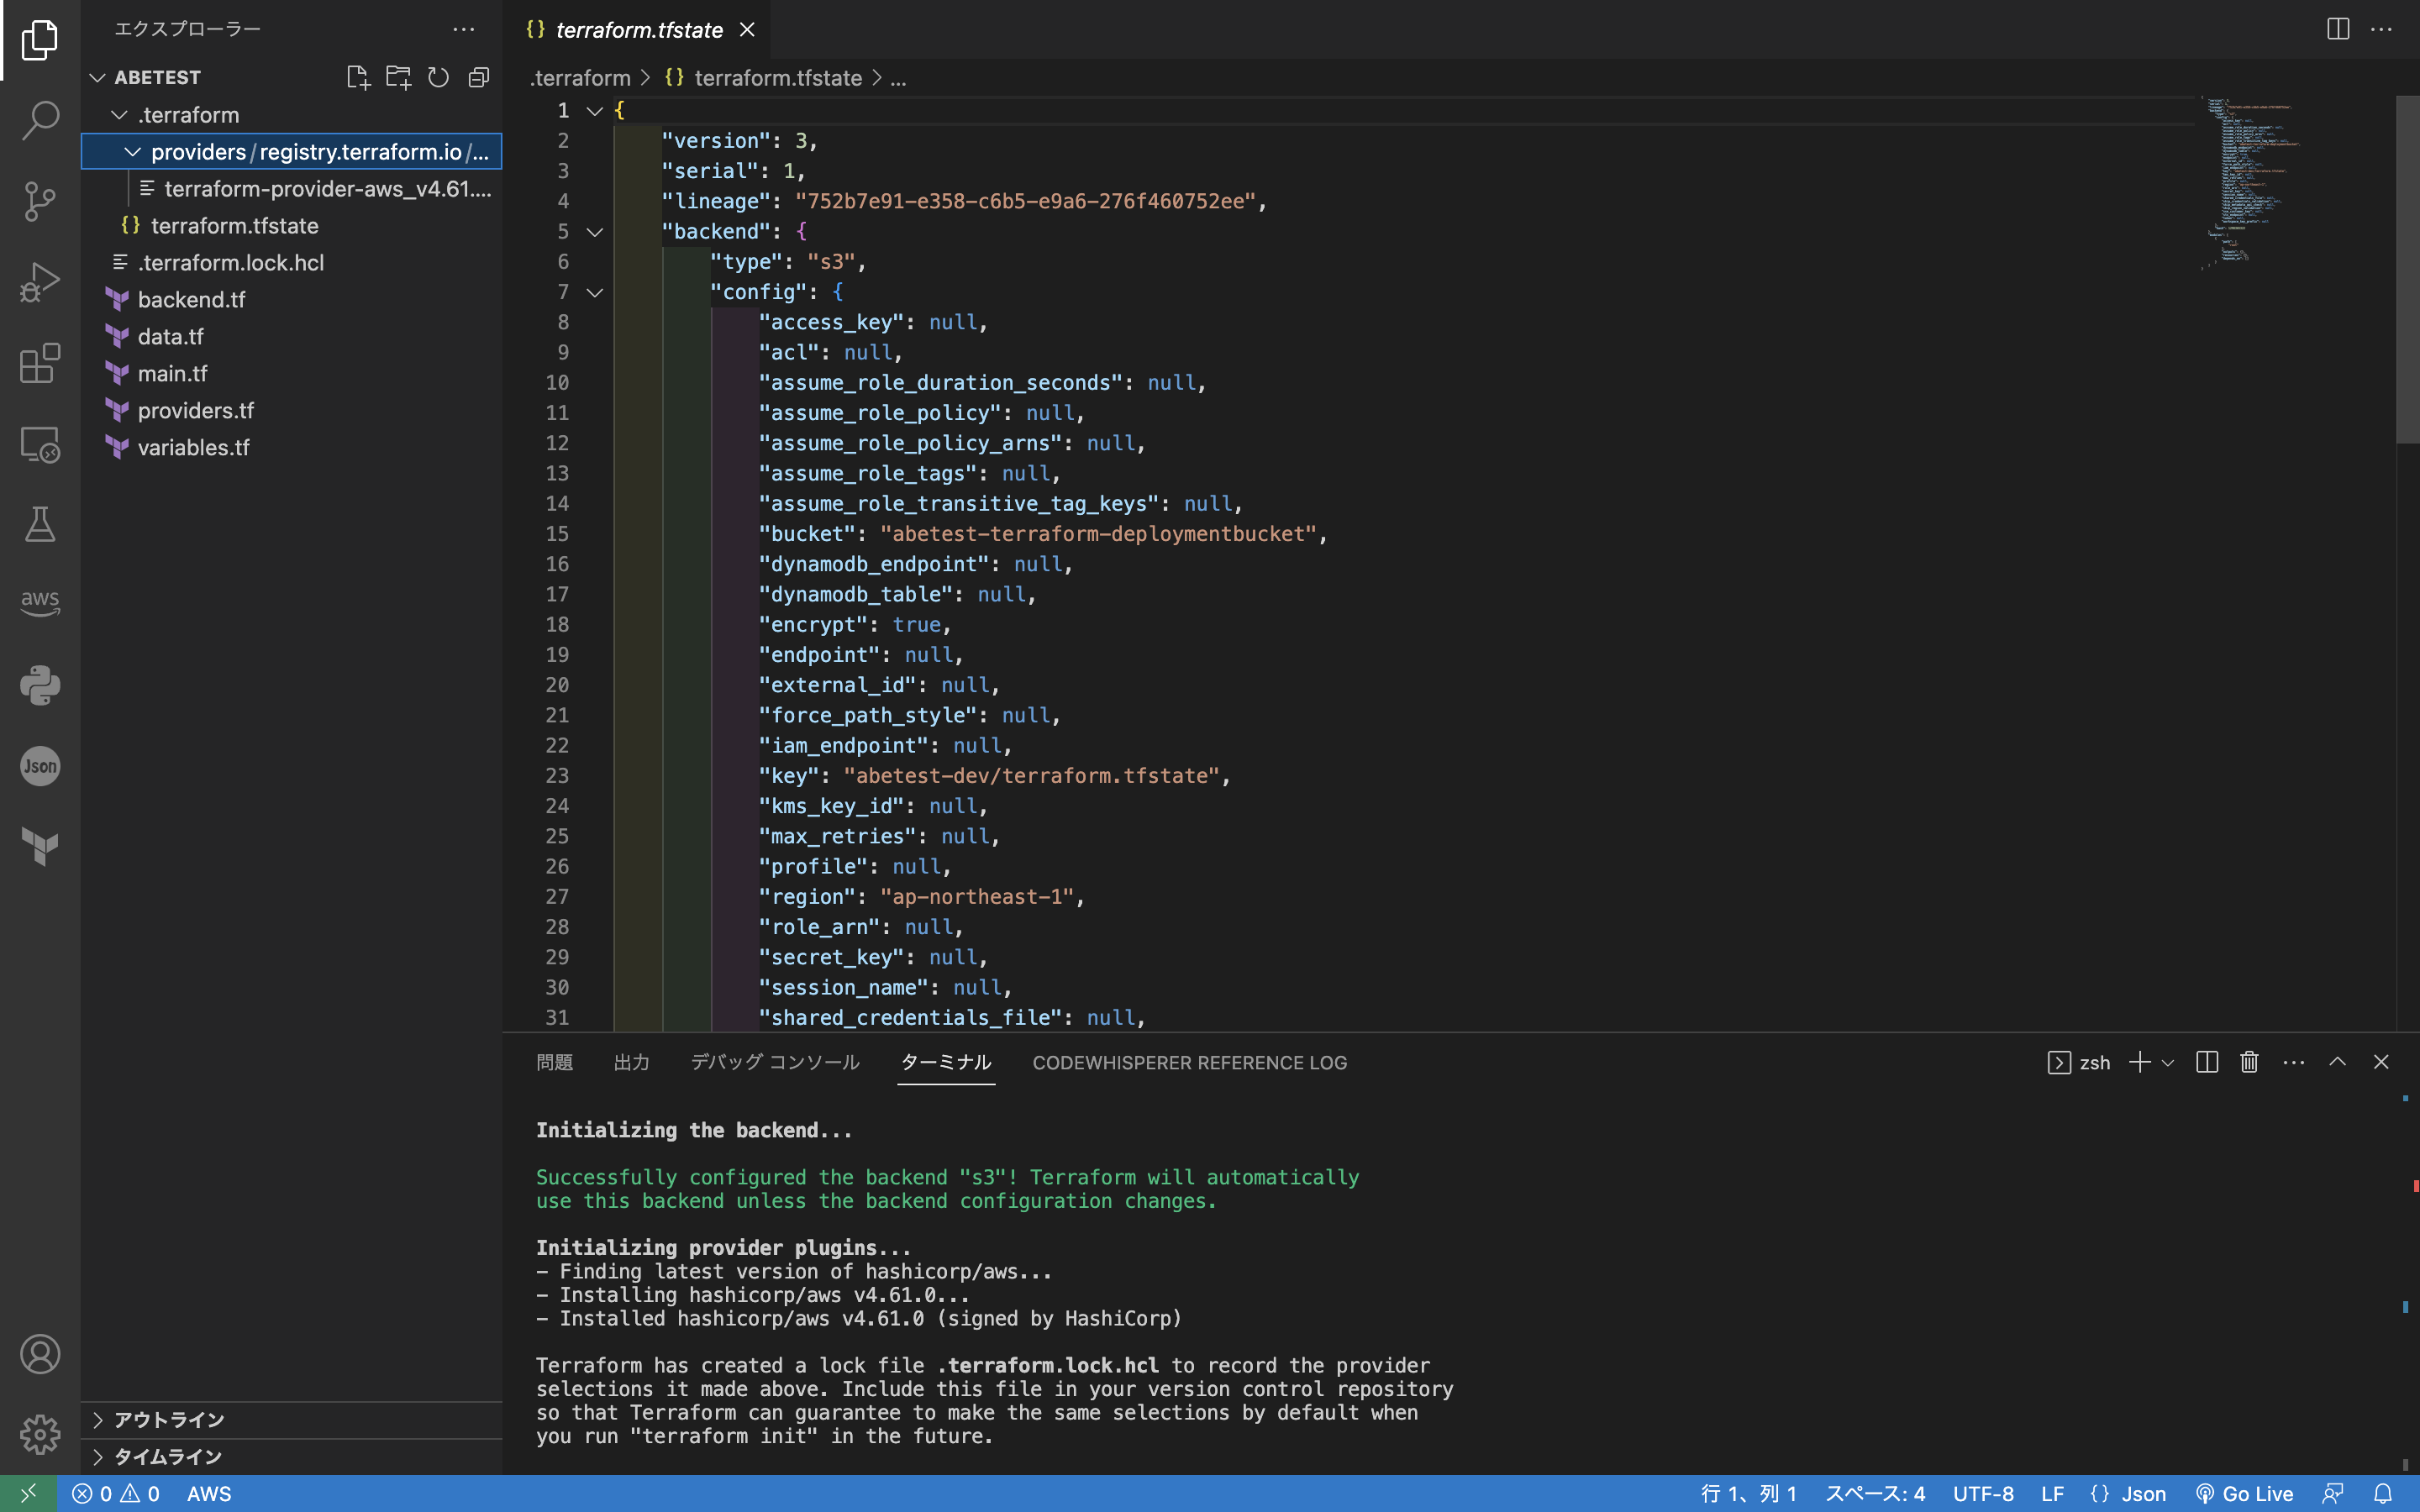 エクスプローラー
ABETEST
.terraform
providers/registry.terraform.io/...
terraform-provider-aws_v4.61....
terraform.tfstate
.terraform.lock.hcl
backend.tf
data.tf
main.tf
providers.tf
variables.tf
aws
Json
アウトライン
タイムライン
terraform.tfstate
.terraform > {} terraform.tfstate > ...
1 {
2 "version": 3,
3 "serial": 1,
4 "lineage": "752b7e91-e358-c6b5-e9a6-276f460752ee",
5 "backend": {
6 "type": "s3",
7 "config": {
8 "access_key": null,
9 "acl": null,
10 "assume_role_duration_seconds": null,
11 "assume_role_policy": null,
12 "assume_role_policy_arns": null,
13 "assume_role_tags": null,
14 "assume_role_transitive_tag_keys": null,
15 "bucket": "abetest-terraform-deploymentbucket",
16 "dynamodb_endpoint": null,
17 "dynamodb_table": null,
18 "encrypt": true,
19 "endpoint": null,
20 "external_id": null,
21 "force_path_style": null,
22 "iam_endpoint": null,
23 "key": "abetest-dev/terraform.tfstate",
24 "kms_key_id": null,
25 "max_retries": null,
26 "profile": null,
27 "region": "ap-northeast-1",
28 "role_arn": null,
29 "secret_key": null,
30 "session_name": null,
31 "shared_credentials_file": null,
問題 出力 デバッグ コンソール ターミナル CODEWHISPERER REFERENCE LOG zsh
Initializing the backend...
Successfully configured the backend "s3"! Terraform will automatically
use this backend unless the backend configuration changes.
Initializing provider plugins...
- Finding latest version of hashicorp/aws...
- Installing hashicorp/aws v4.61.0...
- Installed hashicorp/aws v4.61.0 (signed by HashiCorp)
Terraform has created a lock file .terraform.lock.hcl to record the provider
selections it made above. Include this file in your version control repository
so that Terraform can guarantee to make the same selections by default when
you run "terraform init" in the future.
0 0 AWS 行 1、列 1 スペース: 4 UTF-8 LF {} Json Go Live